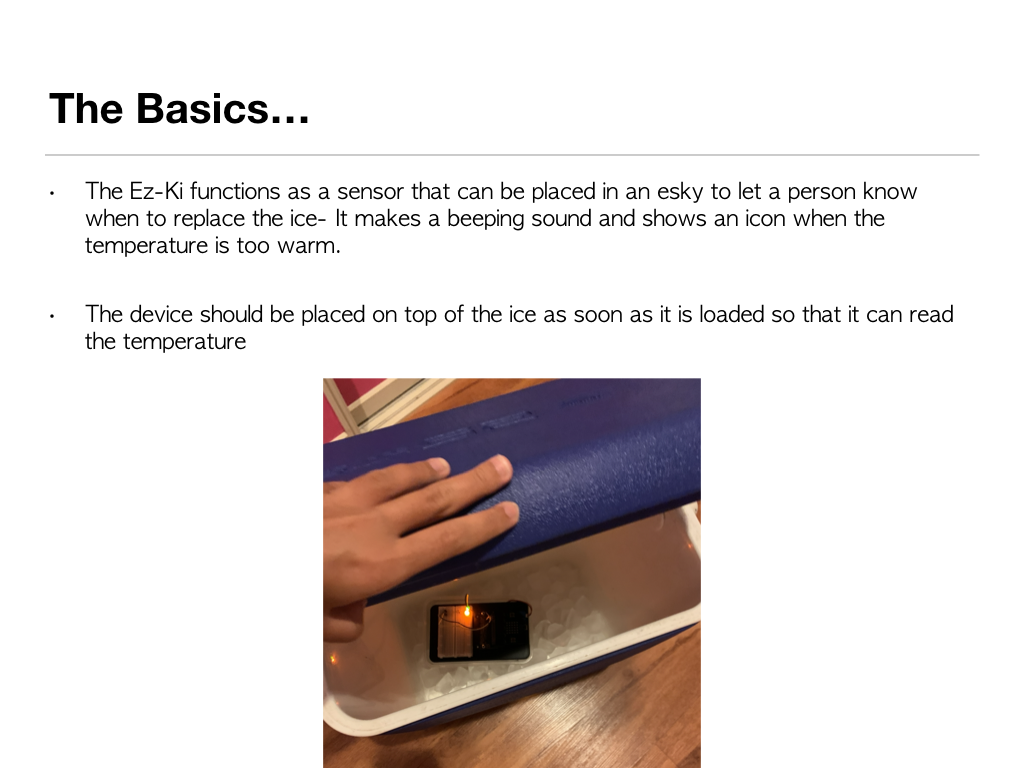 The Basics…
• The Ez-Ki functions as a sensor that can be placed in an esky to let a person know
when to replace the ice- It makes a beeping sound and shows an icon when the
temperature is too warm.
• The device should be placed on top of the ice as soon as it is loaded so that it can read
the temperature